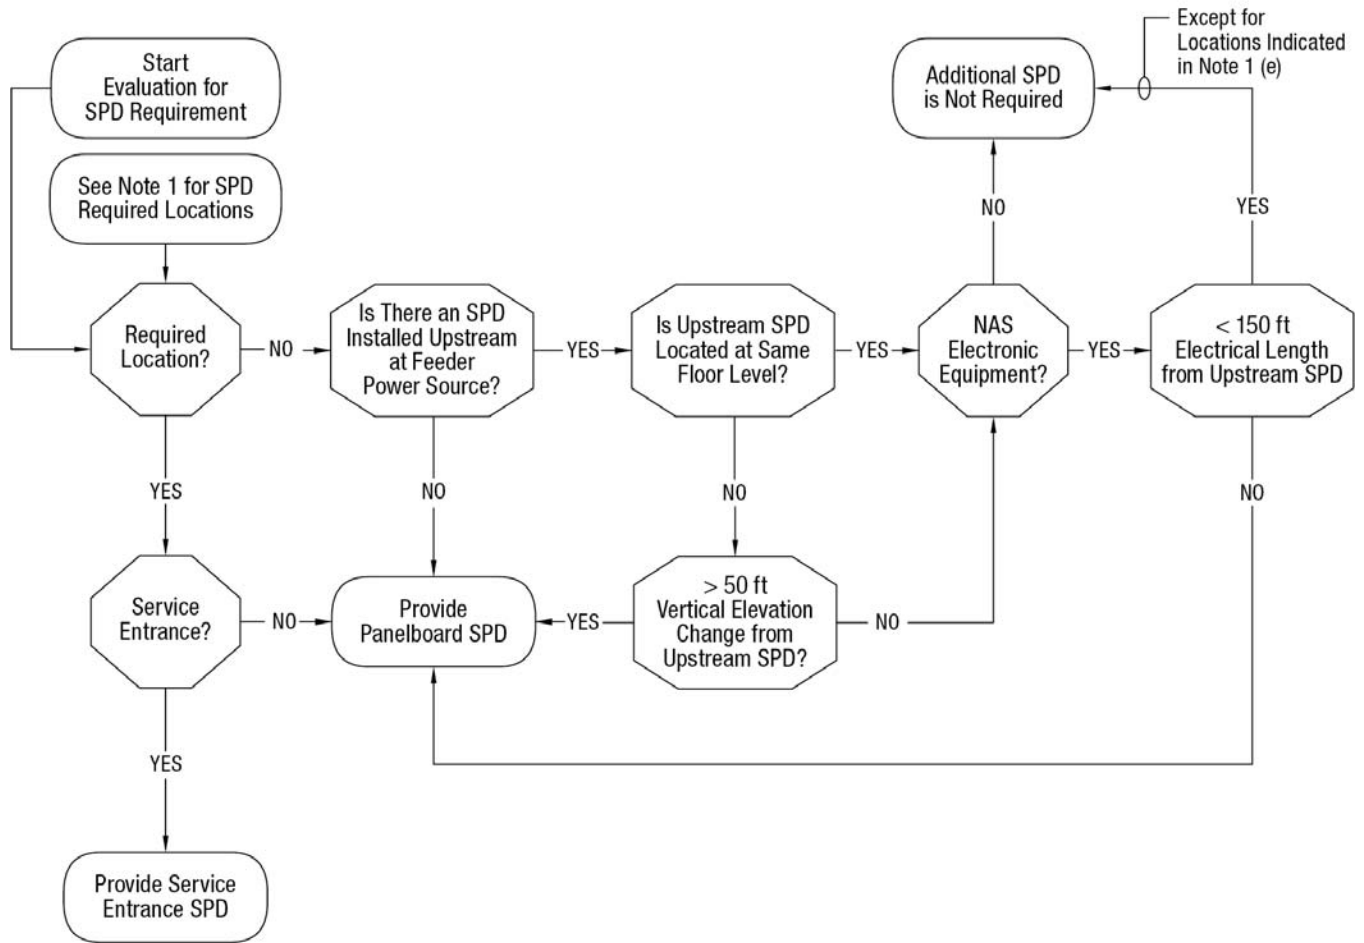 Start
Evaluation for
SPD Requirement
See Note 1 for SPD
Required Locations
Required
Location?
NO
Is There an SPD
Installed Upstream
at Feeder
Power Source?
YES
Is Upstream SPD
Located at Same
Floor Level?
YES
NAS
Electronic
Equipment?
YES
< 150 ft
Electrical Length
from Upstream SPD
NO
Additional SPD
is Not Required
YES
Except for
Locations Indicated
in Note 1 (e)
YES
NO
NO
NO
Service
Entrance?
NO
Provide
Panelboard SPD
YES
> 50 ft
Vertical Elevation
Change from
Upstream SPD?
NO
YES
Provide Service
Entrance SPD